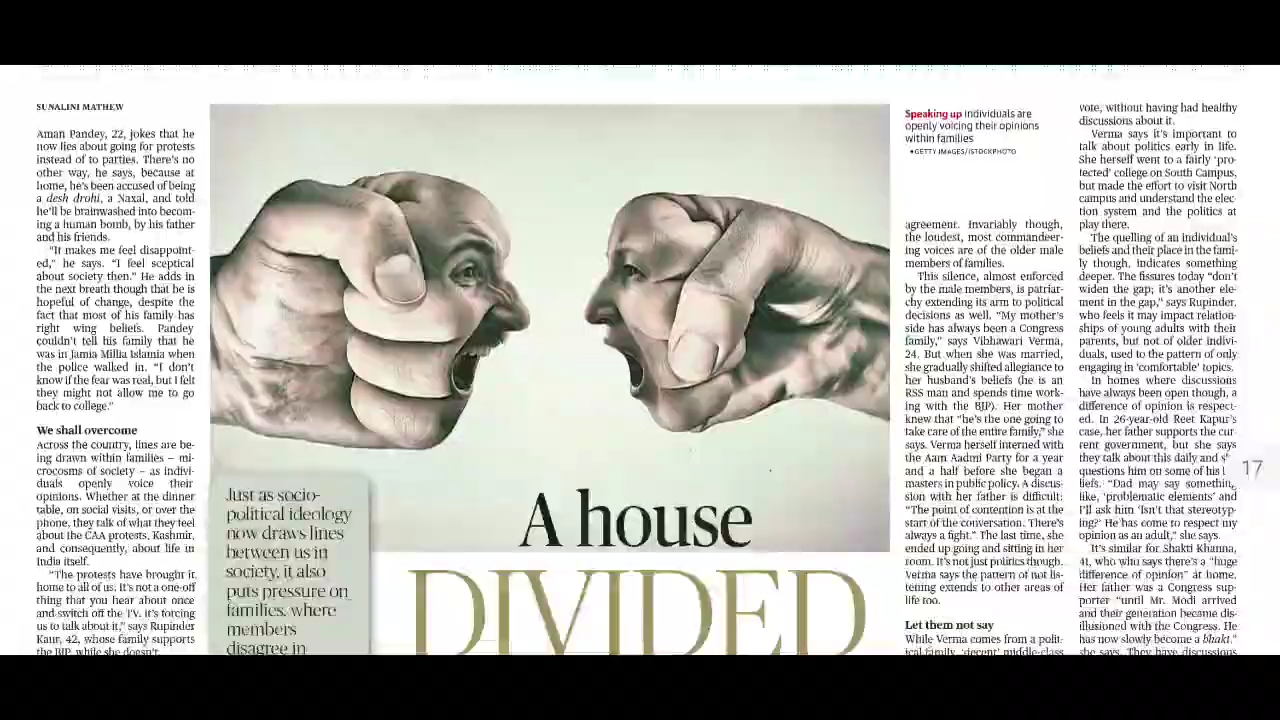 SUNALINI MATHEW
Aman Pandey, 22, jokes that he
now lies about going for protests
instead of to parties. There's no
other way, he says, because at
home, he's been accused of being
a desh drohi, a Naxal, and told
he'll be brainwashed into becom-
ing a human bomb, by his father
and his friends.
"It makes me feel disappoint-
ed," he says. "I feel sceptical
about society then." He adds in
the next breath though that he is
hopeful of change, despite the
fact that most of his family has
right wing beliefs. Pandey
couldn't tell his family that he
was in Jamia Millia Islamia when
the police walked in. "I don't
know if the fear was real, but I felt
they might not allow me to go
back to college."
We shall overcome
Across the country, lines are be-
ing drawn within families – mi-
crocosms of society – as indivi-
duals openly voice their
opinions. Whether at the dinner
table, on social visits, or over the
phone, they talk of what they feel
about the CAA protests, Kashmir,
and consequently, about life in
India itself.
"The protests have brought it
home to all of us. It's not a one-off
thing that you hear about once
and switch off the TV. It's forcing
us to talk about it," says Rupinder
Kaur, 42, whose family supports
the BJP, while she doesn't.
Just as socio-
political ideology
now draws lines
between us in
society, it also
puts pressure on
families, where
members
disagree in
A house
DIVIDED
Speaking up Individuals are
openly voicing their opinions
within families
•GETTY IMAGES/ISTOCKPHOTO
agreement. Invariably though,
the loudest, most commandeer-
ing voices are of the older male
members of families.
This silence, almost enforced
by the male members, is patriar-
chy extending its arm to political
decisions as well. "My mother's
side has always been a Congress
family," says Vibhawari Verma,
24. But when she was married,
she gradually shifted allegiance to
her husband's beliefs (he is an
RSS man and spends time work-
ing with the BJP). Her mother
knew that "he's the one going to
take care of the entire family," she
says. Verma herself interned with
the Aam Aadmi Party for a year
and a half before she began a
masters in public policy. A discus-
sion with her father is difficult:
"The point of contention is at the
start of the conversation. There's
always a fight." The last time, she
ended up going and sitting in her
room. It's not just politics though.
Verma says the pattern of not lis-
tening extends to other areas of
life too.
Let them not say
While Verma comes from a polit-
ical family, 'decent' middle-class
vote, without having had healthy
discussions about it.
Verma says it's important to
talk about politics early in life.
She herself went to a fairly 'pro-
tected' college on South Campus,
but made the effort to visit North
campus and understand the elec-
tion system and the politics at
play there.
The quelling of an individual's
beliefs and their place in the fami-
ly though, indicates something
deeper. The fissures today "don't
widen the gap; it's another ele-
ment in the gap," says Rupinder,
who feels it may impact relation-
ships of young adults with their
parents, but not of older indivi-
duals, used to the pattern of only
engaging in 'comfortable' topics.
In homes where discussions
have always been open though, a
difference of opinion is respect-
ed. In 26-year-old Reet Kapur's
case, her father supports the cur-
rent government, but she says
they talk about this daily and
questions him on some of his
liefs. "Dad may say something
like, 'problematic elements' and
I'll ask him 'Isn't that stereotyp-
ing?' He has come to respect my
opinion as an adult," she says.
It's similar for Shakti Khanna,
41, who who says there's a "huge
difference of opinion" at home.
Her father was a Congress sup-
porter "until Mr. Modi arrived
and their generation became dis-
illusioned with the Congress. He
has now slowly become a bhakt,"
she says. They have discussions
17